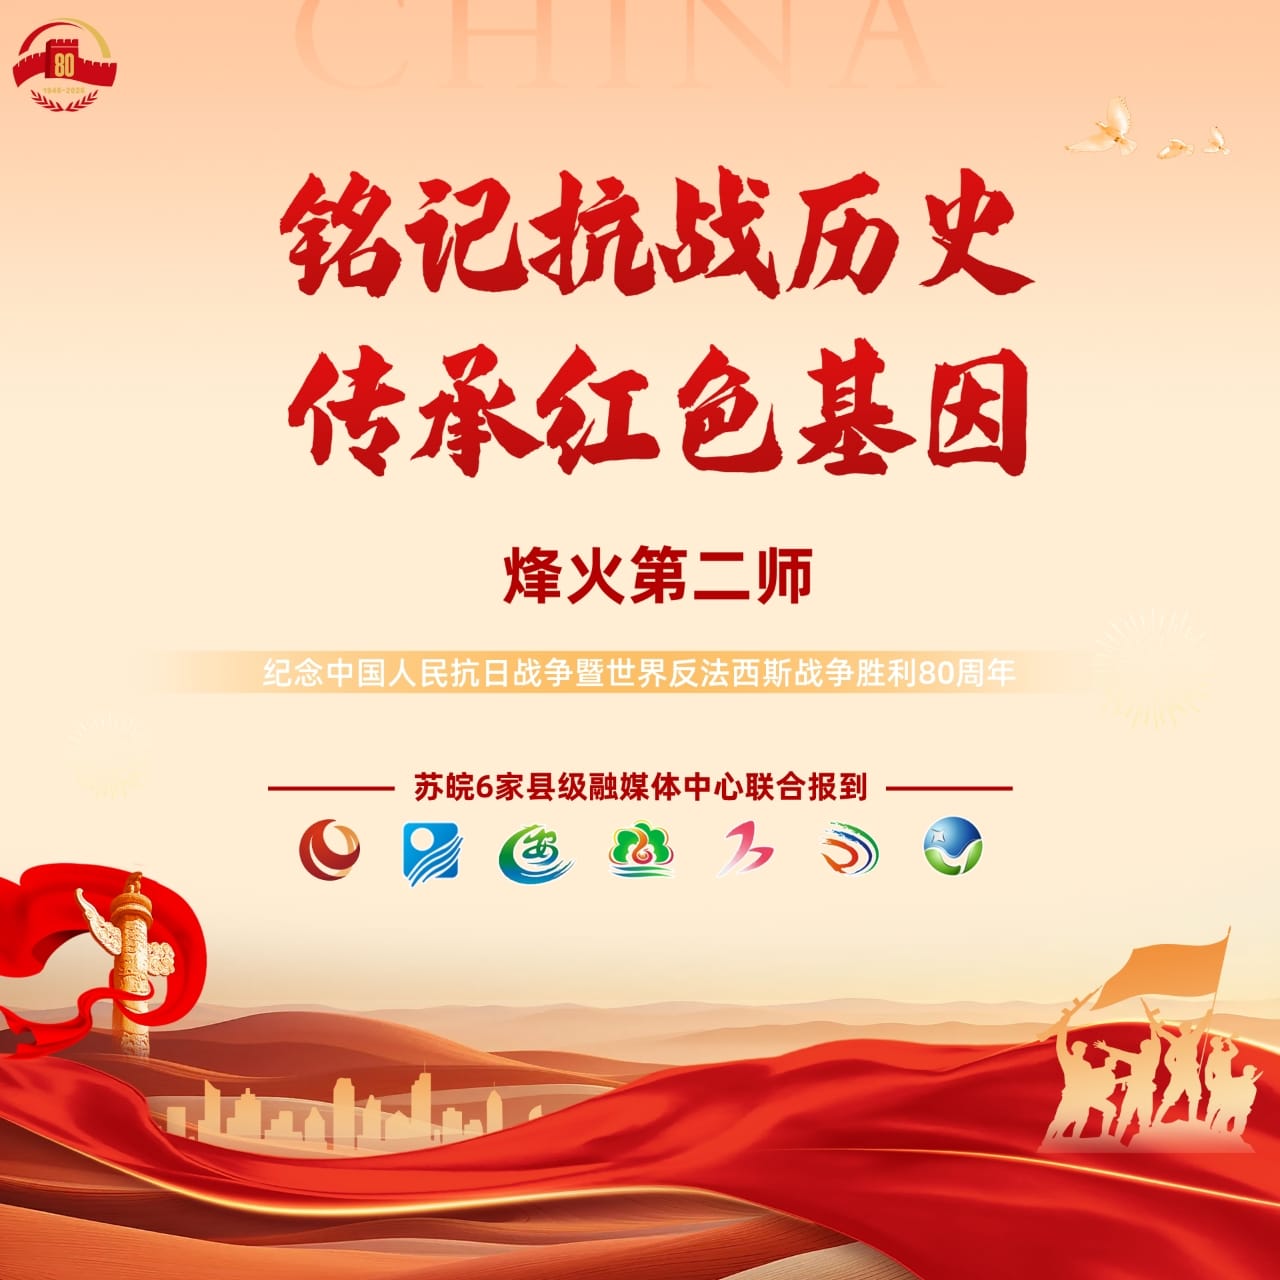 CHINA
80
1945-2025
铭记抗战历史
传承红色基因
烽火第二师
纪念中国人民抗日战争暨世界反法西斯战争胜利80周年
苏皖6家县级融媒体中心联合报到
安